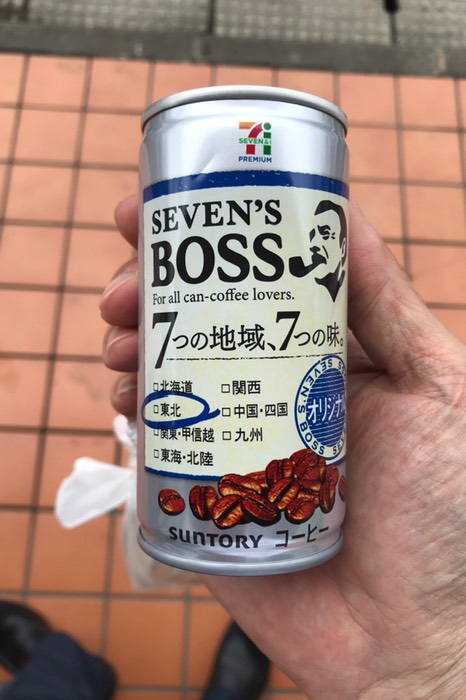 SEVEN&i
PREMIUM
SEVEN'S
BOSS
For all can-coffee lovers.
7つの地域、7つの味。
□北海道 □関西
□東北 □中国・四国
□関東・甲信越 □九州
□東海・北陸
SEVEN'S BOSS
オリジナル
SUNTORY コーヒー